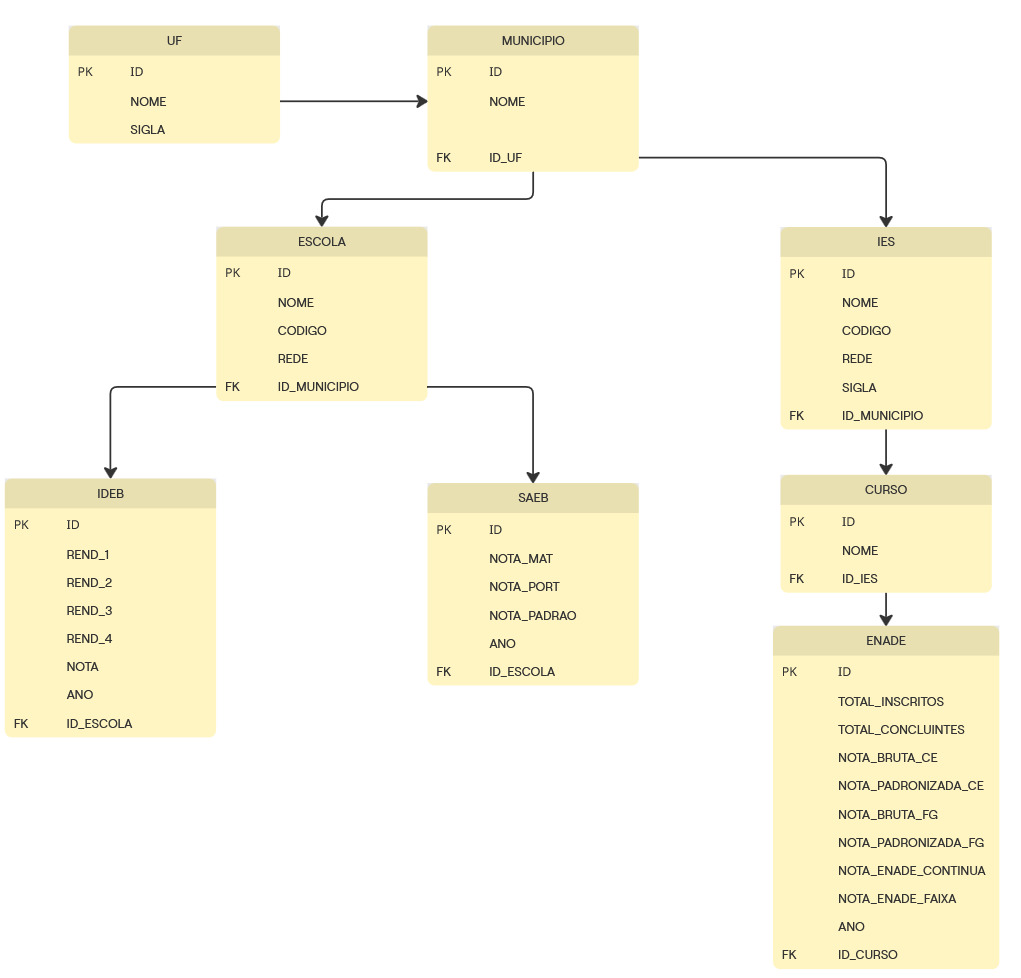 UF
PK ID
NOME
SIGLA
MUNICIPIO
PK ID
NOME
FK ID_UF
ESCOLA
PK ID
NOME
CODIGO
REDE
FK ID_MUNICIPIO
IES
PK ID
NOME
CODIGO
REDE
SIGLA
FK ID_MUNICIPIO
IDEB
PK ID
REND_1
REND_2
REND_3
REND_4
NOTA
ANO
FK ID_ESCOLA
SAEB
PK ID
NOTA_MAT
NOTA_PORT
NOTA_PADRAO
ANO
FK ID_ESCOLA
CURSO
PK ID
NOME
FK ID_IES
ENADE
PK ID
TOTAL_INSCRITOS
TOTAL_CONCLUINTES
NOTA_BRUTA_CE
NOTA_PADRONIZADA_CE
NOTA_BRUTA_FG
NOTA_PADRONIZADA_FG
NOTA_ENADE_CONTINUA
NOTA_ENADE_FAIXA
ANO
FK ID_CURSO